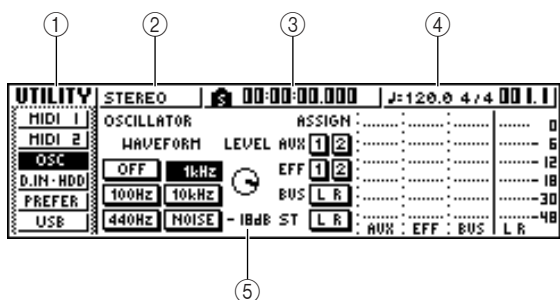 ① ② ③ ④
UTILITY STEREO S 00:00:00.000 ♩=120.0 4/4 001.1
MIDI 1 OSCILLATOR ASSIGN 0
MIDI 2 WAVEFORM LEVEL AUX 1 2 6
OSC OFF 1kHz EFF 1 2 12
D.IN·HDD 100Hz 10kHz BUS L R 18
PREFER 30
USB 440Hz NOISE -18dB ST L R 48
AUX EFF BUS L R
⑤